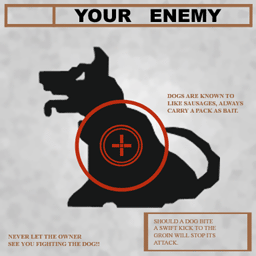 YOUR ENEMY
DOGS ARE KNOWN TO
LIKE SAUSAGES, ALWAYS
CARRY A PACK AS BAIT.
SHOULD A DOG BITE
A SWIFT KICK TO THE
GROIN WILL STOP ITS
ATTACK.
NEVER LET THE OWNER
SEE YOU FIGHTING THE DOG!!